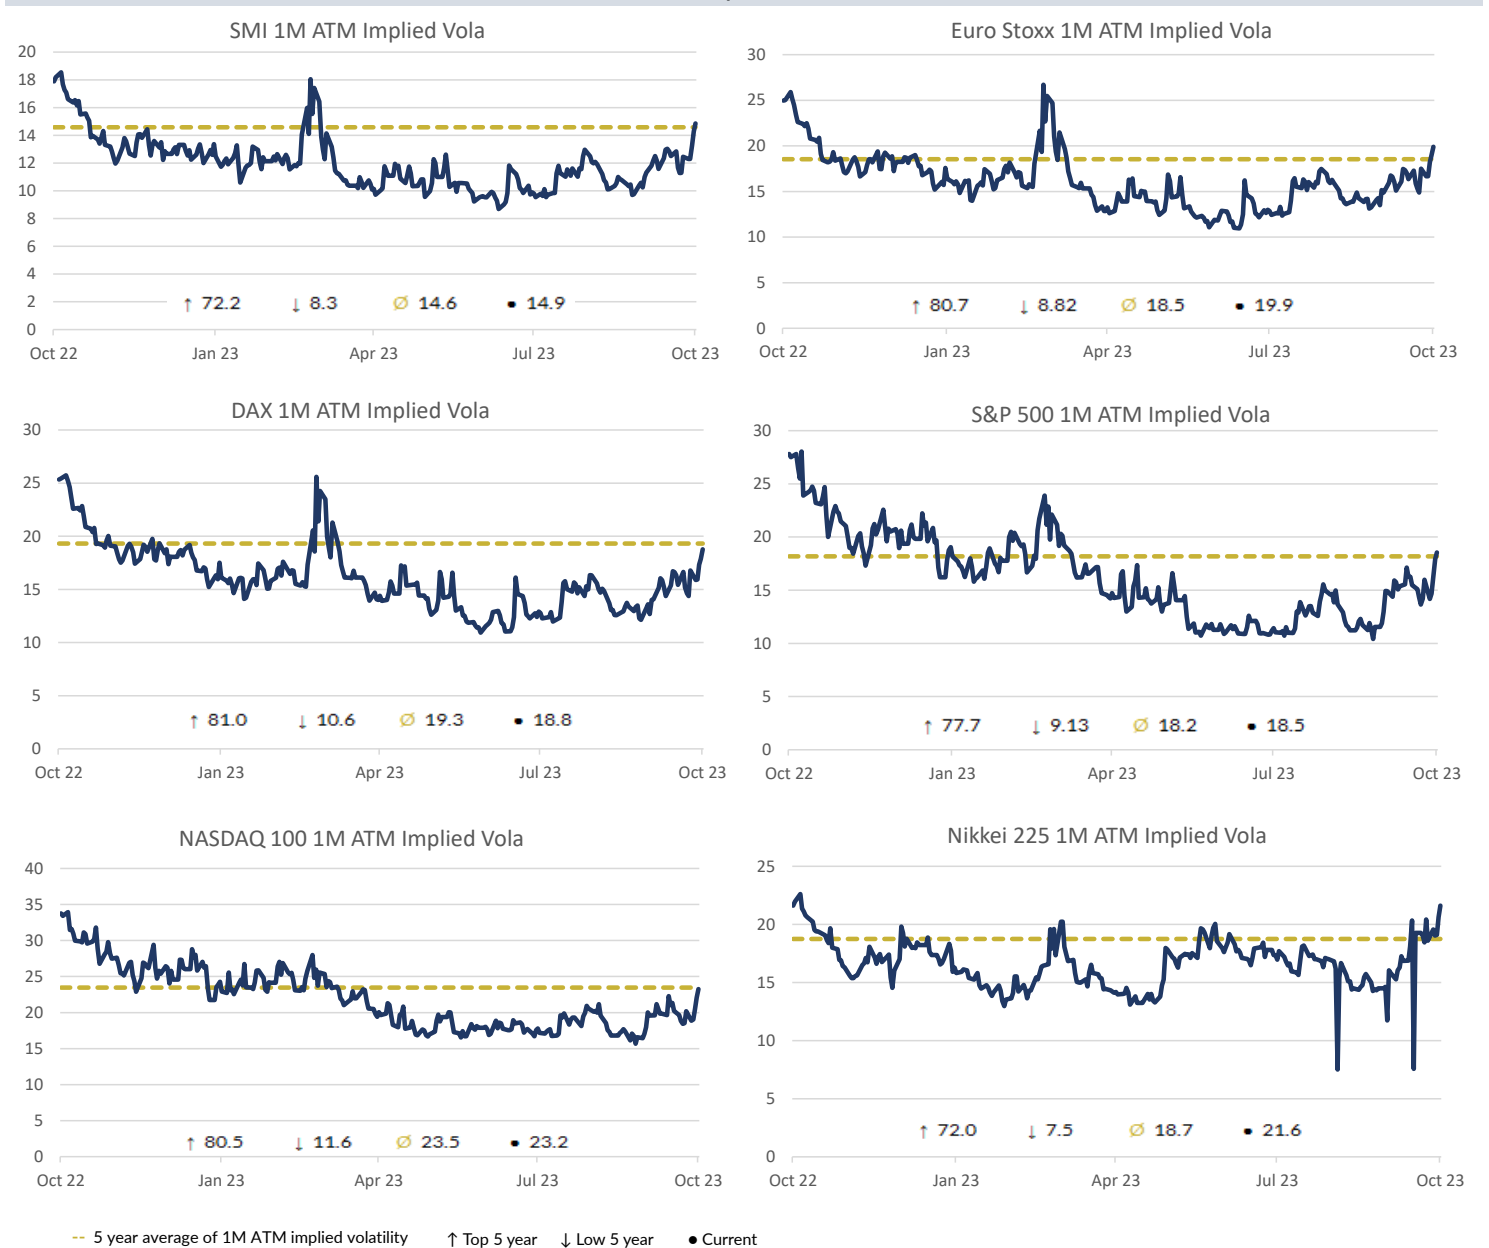 SMI 1M ATM Implied Vola
20
18
16
14
12
10
8
6
4
2
0
↑ 72.2 ↓ 8.3 Ø 14.6 • 14.9
Oct 22 Jan 23 Apr 23 Jul 23 Oct 23
Euro Stoxx 1M ATM Implied Vola
30
25
20
15
10
5
0
↑ 80.7 ↓ 8.82 Ø 18.5 • 19.9
Oct 22 Jan 23 Apr 23 Jul 23 Oct 23
DAX 1M ATM Implied Vola
30
25
20
15
10
5
0
↑ 81.0 ↓ 10.6 Ø 19.3 • 18.8
Oct 22 Jan 23 Apr 23 Jul 23 Oct 23
S&P 500 1M ATM Implied Vola
30
25
20
15
10
5
0
↑ 77.7 ↓ 9.13 Ø 18.2 • 18.5
Oct 22 Jan 23 Apr 23 Jul 23 Oct 23
NASDAQ 100 1M ATM Implied Vola
40
35
30
25
20
15
10
5
0
↑ 80.5 ↓ 11.6 Ø 23.5 • 23.2
Oct 22 Jan 23 Apr 23 Jul 23 Oct 23
Nikkei 225 1M ATM Implied Vola
25
20
15
10
5
0
↑ 72.0 ↓ 7.5 Ø 18.7 • 21.6
Oct 22 Jan 23 Apr 23 Jul 23 Oct 23
-- 5 year average of 1M ATM implied volatility ↑ Top 5 year ↓ Low 5 year • Current